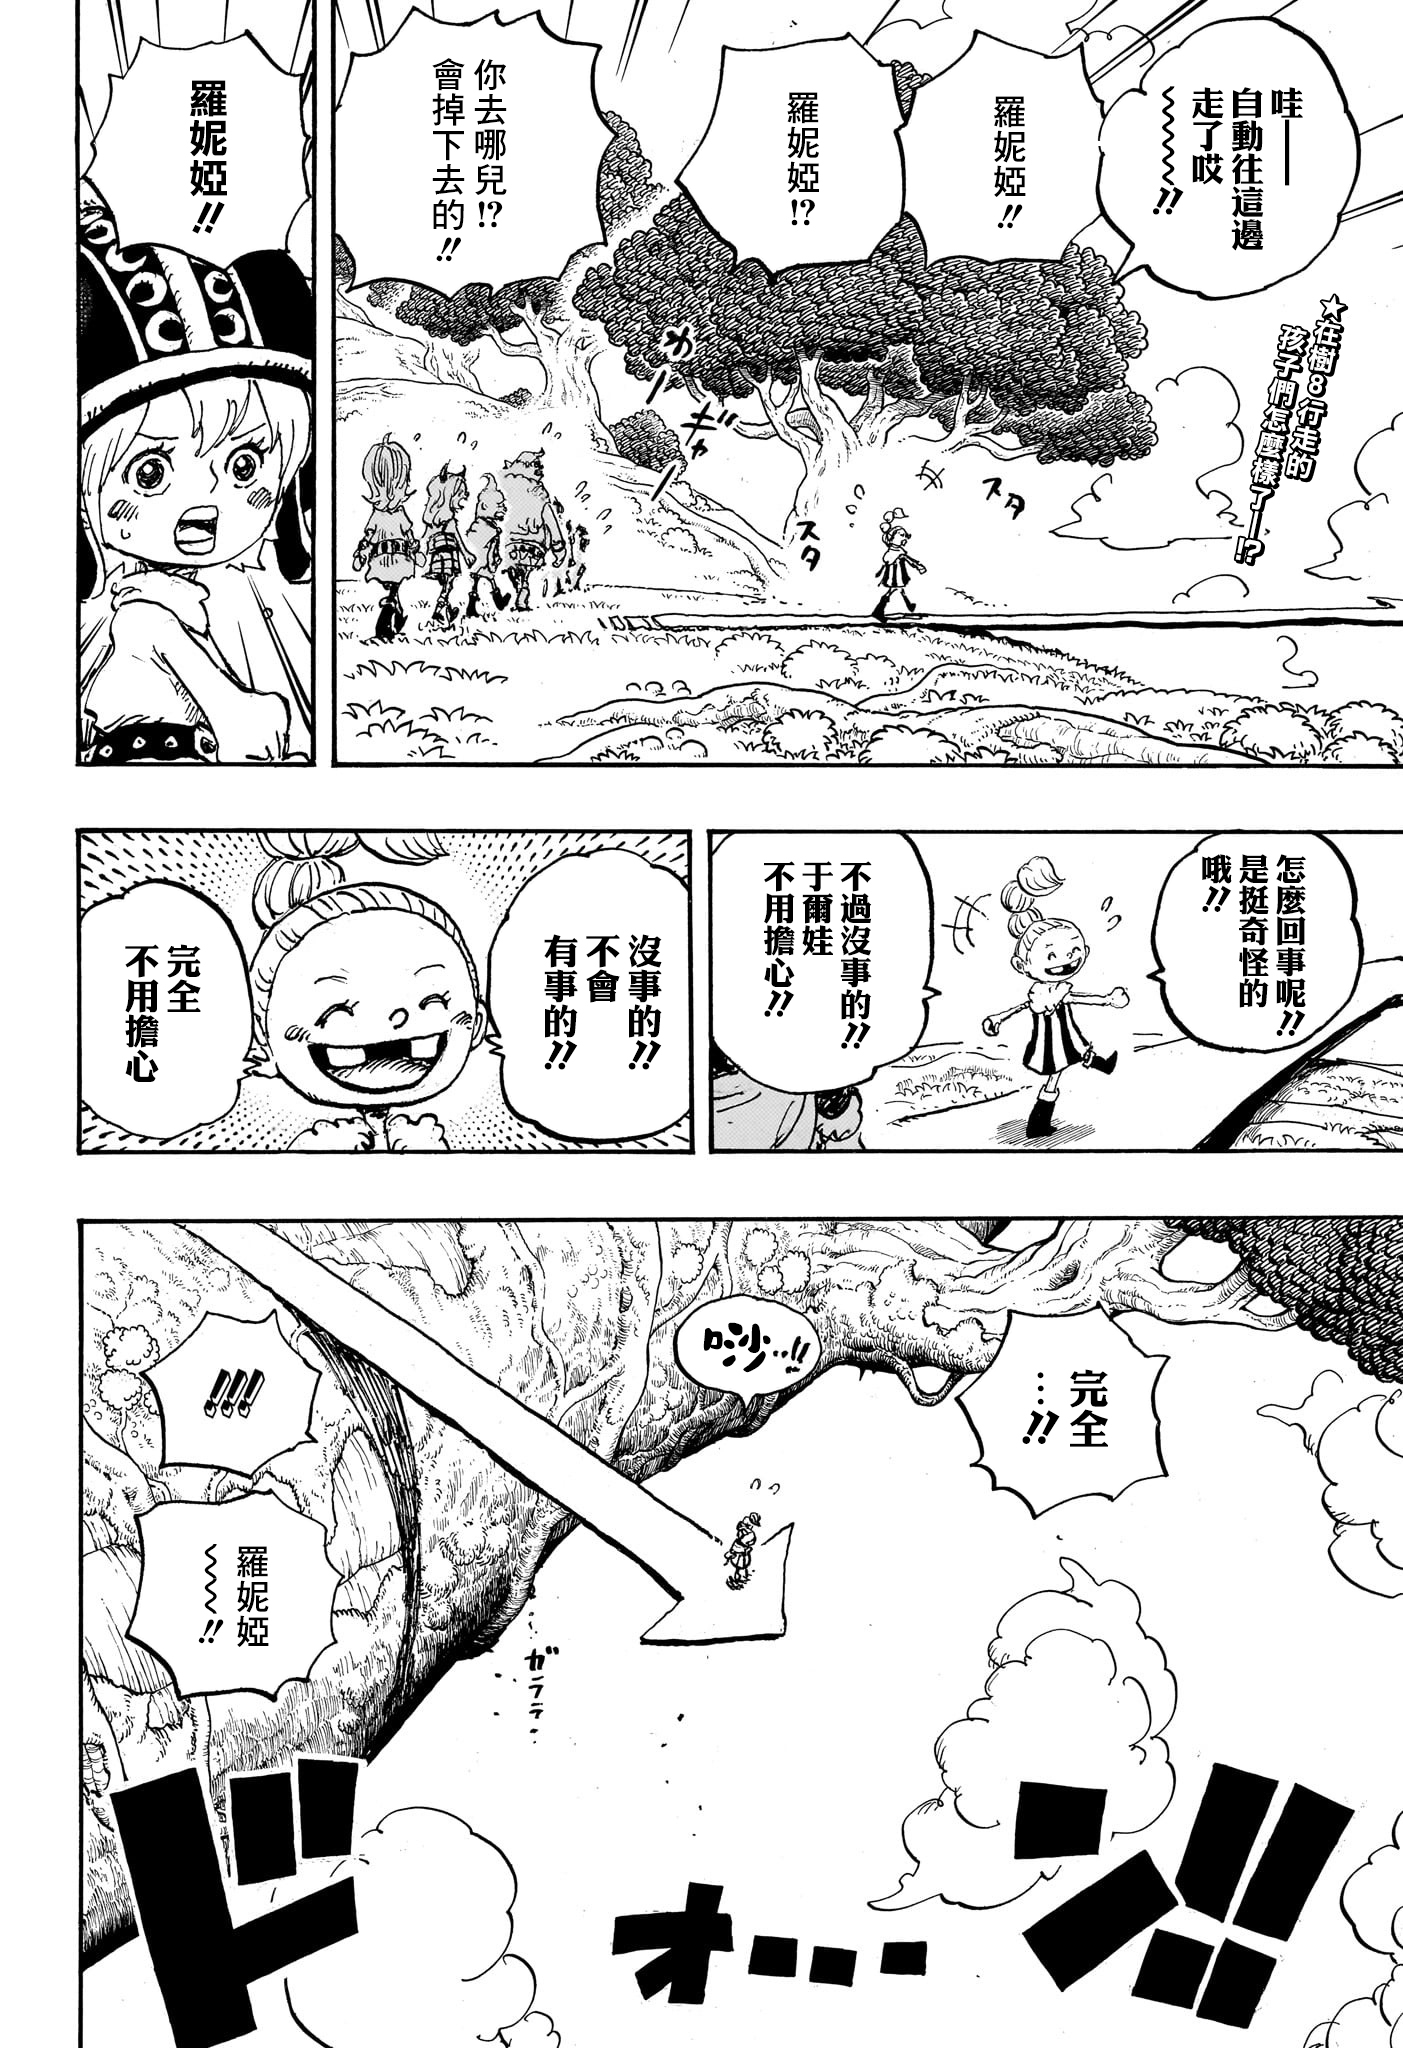 哇——
自動往這邊
走了哎
～～～～!!
★在樹8行走的
孩子們怎麼樣了—!?
羅妮婭!!
羅妮婭!?
你去哪兒!?
會掉下去的!!
スタ
スタ
ギャー
羅妮婭!!
怎麼回事呢!!
是挺奇怪的
哦!!
不過沒事的!!
于爾娃
不用擔心!!
沒事的!!
不會
有事的!!
完全
不用擔心
完全
…!!
唦…!!
!!!
羅妮婭
～～～!!
ガラララ…
ドオ…ン!!